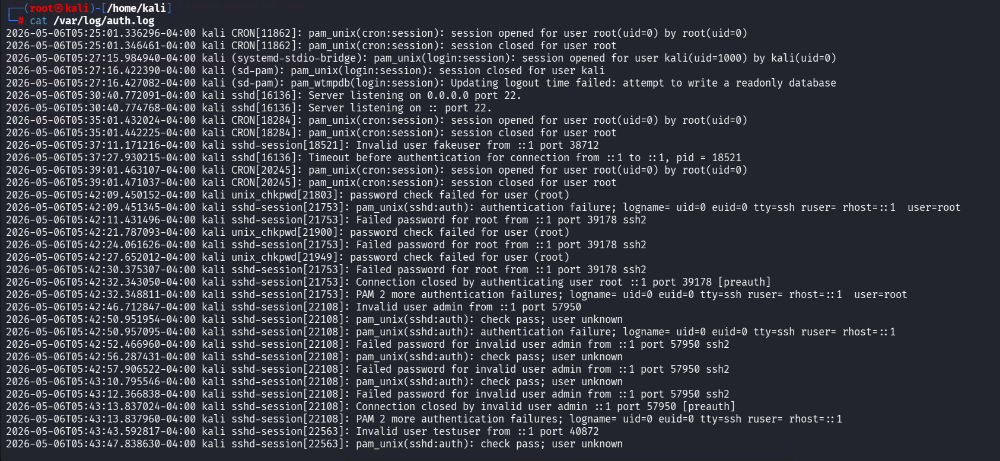 ┌──(root㉿kali)-[/home/kali]
└─# cat /var/log/auth.log
2026-05-06T05:25:01.336296-04:00 kali CRON[11862]: pam_unix(cron:session): session opened for user root(uid=0) by root(uid=0)
2026-05-06T05:25:01.346461-04:00 kali CRON[11862]: pam_unix(cron:session): session closed for user root
2026-05-06T05:27:15.984940-04:00 kali (systemd-stdio-bridge): pam_unix(login:session): session opened for user kali(uid=1000) by kali(uid=0)
2026-05-06T05:27:16.422390-04:00 kali (sd-pam): pam_unix(login:session): session closed for user kali
2026-05-06T05:27:16.427082-04:00 kali (sd-pam): pam_wtmpdb(login:session): Updating logout time failed: attempt to write a readonly database
2026-05-06T05:30:40.772091-04:00 kali sshd[16136]: Server listening on 0.0.0.0 port 22.
2026-05-06T05:30:40.774768-04:00 kali sshd[16136]: Server listening on :: port 22.
2026-05-06T05:35:01.432024-04:00 kali CRON[18284]: pam_unix(cron:session): session opened for user root(uid=0) by root(uid=0)
2026-05-06T05:35:01.442225-04:00 kali CRON[18284]: pam_unix(cron:session): session closed for user root
2026-05-06T05:37:11.171216-04:00 kali sshd-session[18521]: Invalid user fakeuser from ::1 port 38712
2026-05-06T05:37:27.930215-04:00 kali sshd[16136]: Timeout before authentication for connection from ::1 to ::1, pid = 18521
2026-05-06T05:39:01.463107-04:00 kali CRON[20245]: pam_unix(cron:session): session opened for user root(uid=0) by root(uid=0)
2026-05-06T05:39:01.471037-04:00 kali CRON[20245]: pam_unix(cron:session): session closed for user root
2026-05-06T05:42:09.450152-04:00 kali unix_chkpwd[21803]: password check failed for user (root)
2026-05-06T05:42:09.451345-04:00 kali sshd-session[21753]: pam_unix(sshd:auth): authentication failure; logname= uid=0 euid=0 tty=ssh ruser= rhost=::1  user=root
2026-05-06T05:42:11.431496-04:00 kali sshd-session[21753]: Failed password for root from ::1 port 39178 ssh2
2026-05-06T05:42:21.787093-04:00 kali unix_chkpwd[21900]: password check failed for user (root)
2026-05-06T05:42:24.061626-04:00 kali sshd-session[21753]: Failed password for root from ::1 port 39178 ssh2
2026-05-06T05:42:27.652012-04:00 kali unix_chkpwd[21949]: password check failed for user (root)
2026-05-06T05:42:30.375307-04:00 kali sshd-session[21753]: Failed password for root from ::1 port 39178 ssh2
2026-05-06T05:42:32.343050-04:00 kali sshd-session[21753]: Connection closed by authenticating user root ::1 port 39178 [preauth]
2026-05-06T05:42:32.348811-04:00 kali sshd-session[21753]: PAM 2 more authentication failures; logname= uid=0 euid=0 tty=ssh ruser= rhost=::1  user=root
2026-05-06T05:42:46.712847-04:00 kali sshd-session[22108]: Invalid user admin from ::1 port 57950
2026-05-06T05:42:50.951954-04:00 kali sshd-session[22108]: pam_unix(sshd:auth): check pass; user unknown
2026-05-06T05:42:50.957095-04:00 kali sshd-session[22108]: pam_unix(sshd:auth): authentication failure; logname= uid=0 euid=0 tty=ssh ruser= rhost=::1
2026-05-06T05:42:52.466960-04:00 kali sshd-session[22108]: Failed password for invalid user admin from ::1 port 57950 ssh2
2026-05-06T05:42:56.287431-04:00 kali sshd-session[22108]: pam_unix(sshd:auth): check pass; user unknown
2026-05-06T05:42:57.906522-04:00 kali sshd-session[22108]: Failed password for invalid user admin from ::1 port 57950 ssh2
2026-05-06T05:43:10.795546-04:00 kali sshd-session[22108]: pam_unix(sshd:auth): check pass; user unknown
2026-05-06T05:43:12.366838-04:00 kali sshd-session[22108]: Failed password for invalid user admin from ::1 port 57950 ssh2
2026-05-06T05:43:13.837024-04:00 kali sshd-session[22108]: Connection closed by invalid user admin ::1 port 57950 [preauth]
2026-05-06T05:43:13.837960-04:00 kali sshd-session[22108]: PAM 2 more authentication failures; logname= uid=0 euid=0 tty=ssh ruser= rhost=::1
2026-05-06T05:43:43.592817-04:00 kali sshd-session[22563]: Invalid user testuser from ::1 port 40872
2026-05-06T05:43:47.838630-04:00 kali sshd-session[22563]: pam_unix(sshd:auth): check pass; user unknown